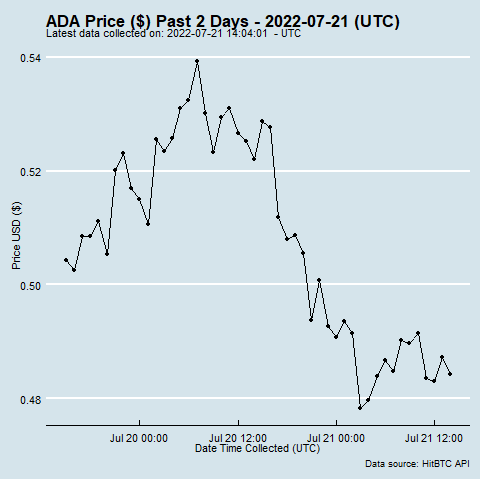 ADA Price ($) Past 2 Days - 2022-07-21 (UTC)
Latest data collected on: 2022-07-21 14:04:01  - UTC
0.54
0.52
0.50
0.48
Price USD ($)
Jul 20 00:00
Jul 20 12:00
Jul 21 00:00
Jul 21 12:00
Date Time Collected (UTC)
Data source: HitBTC API